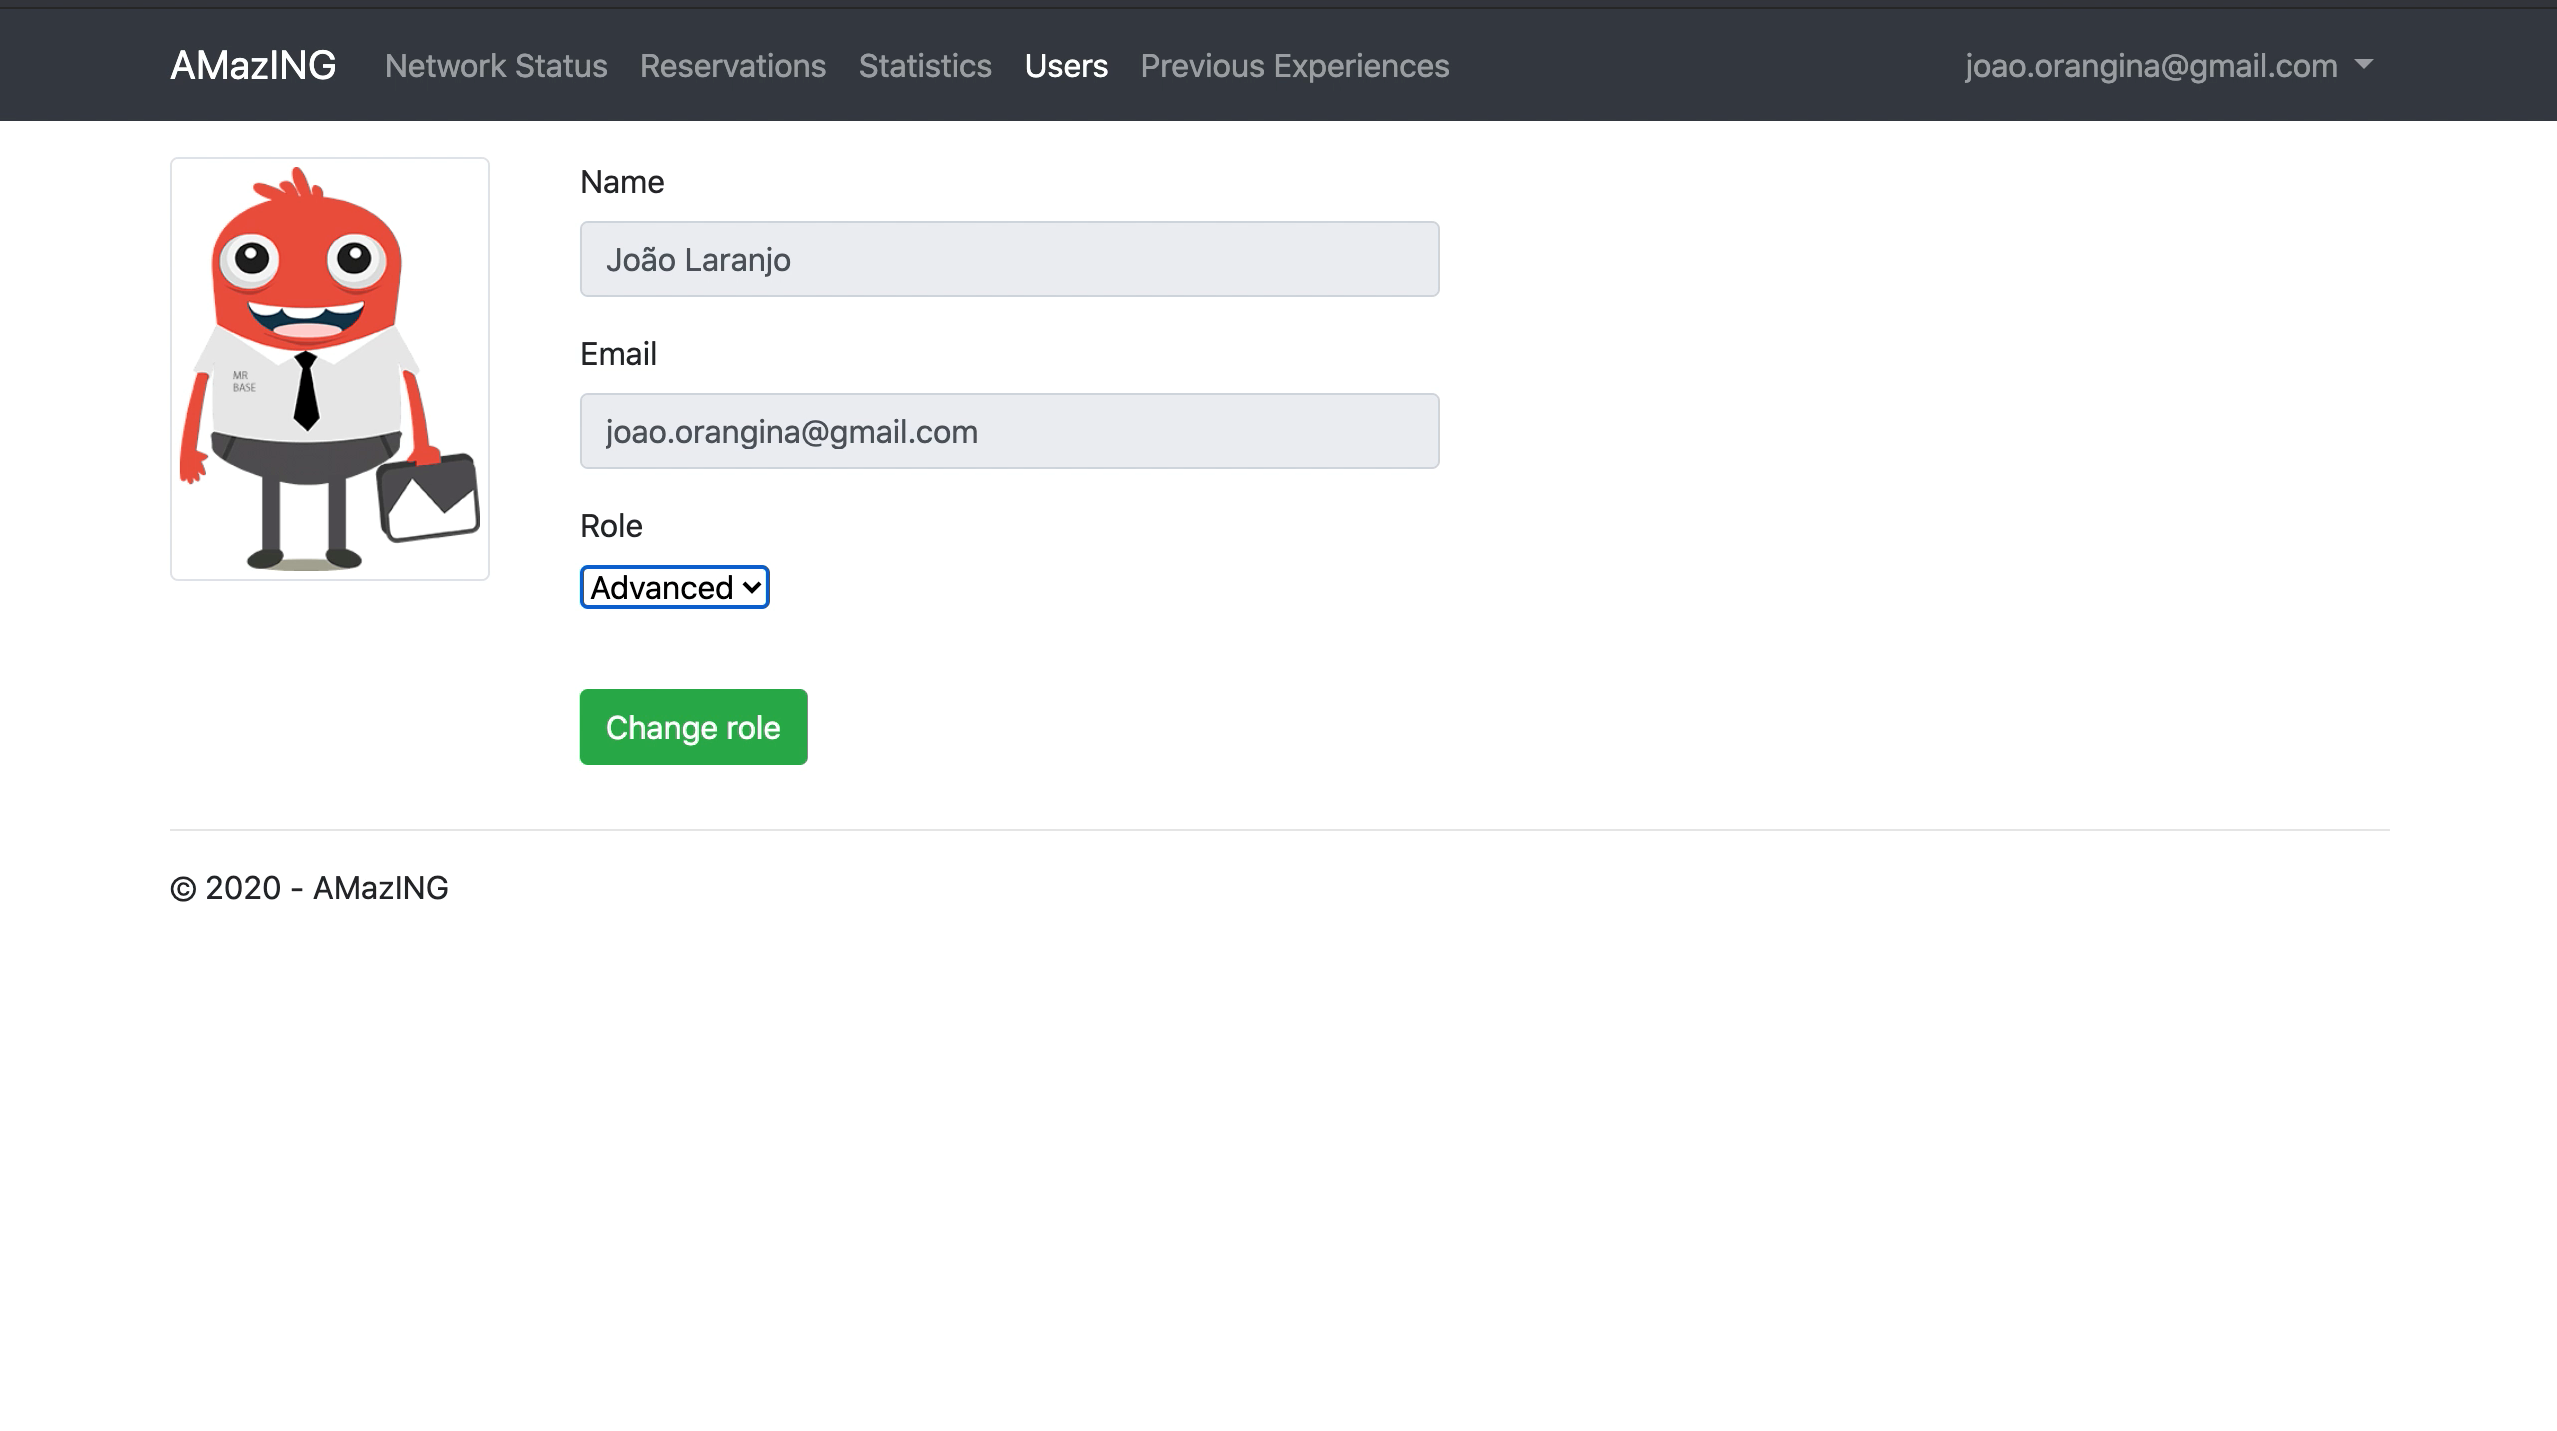 AMazING Network Status Reservations Statistics Users Previous Experiences joao.orangina@gmail.com
MR
BASE
Name
João Laranjo
Email
joao.orangina@gmail.com
Role
Advanced
Change role
© 2020 - AMazING